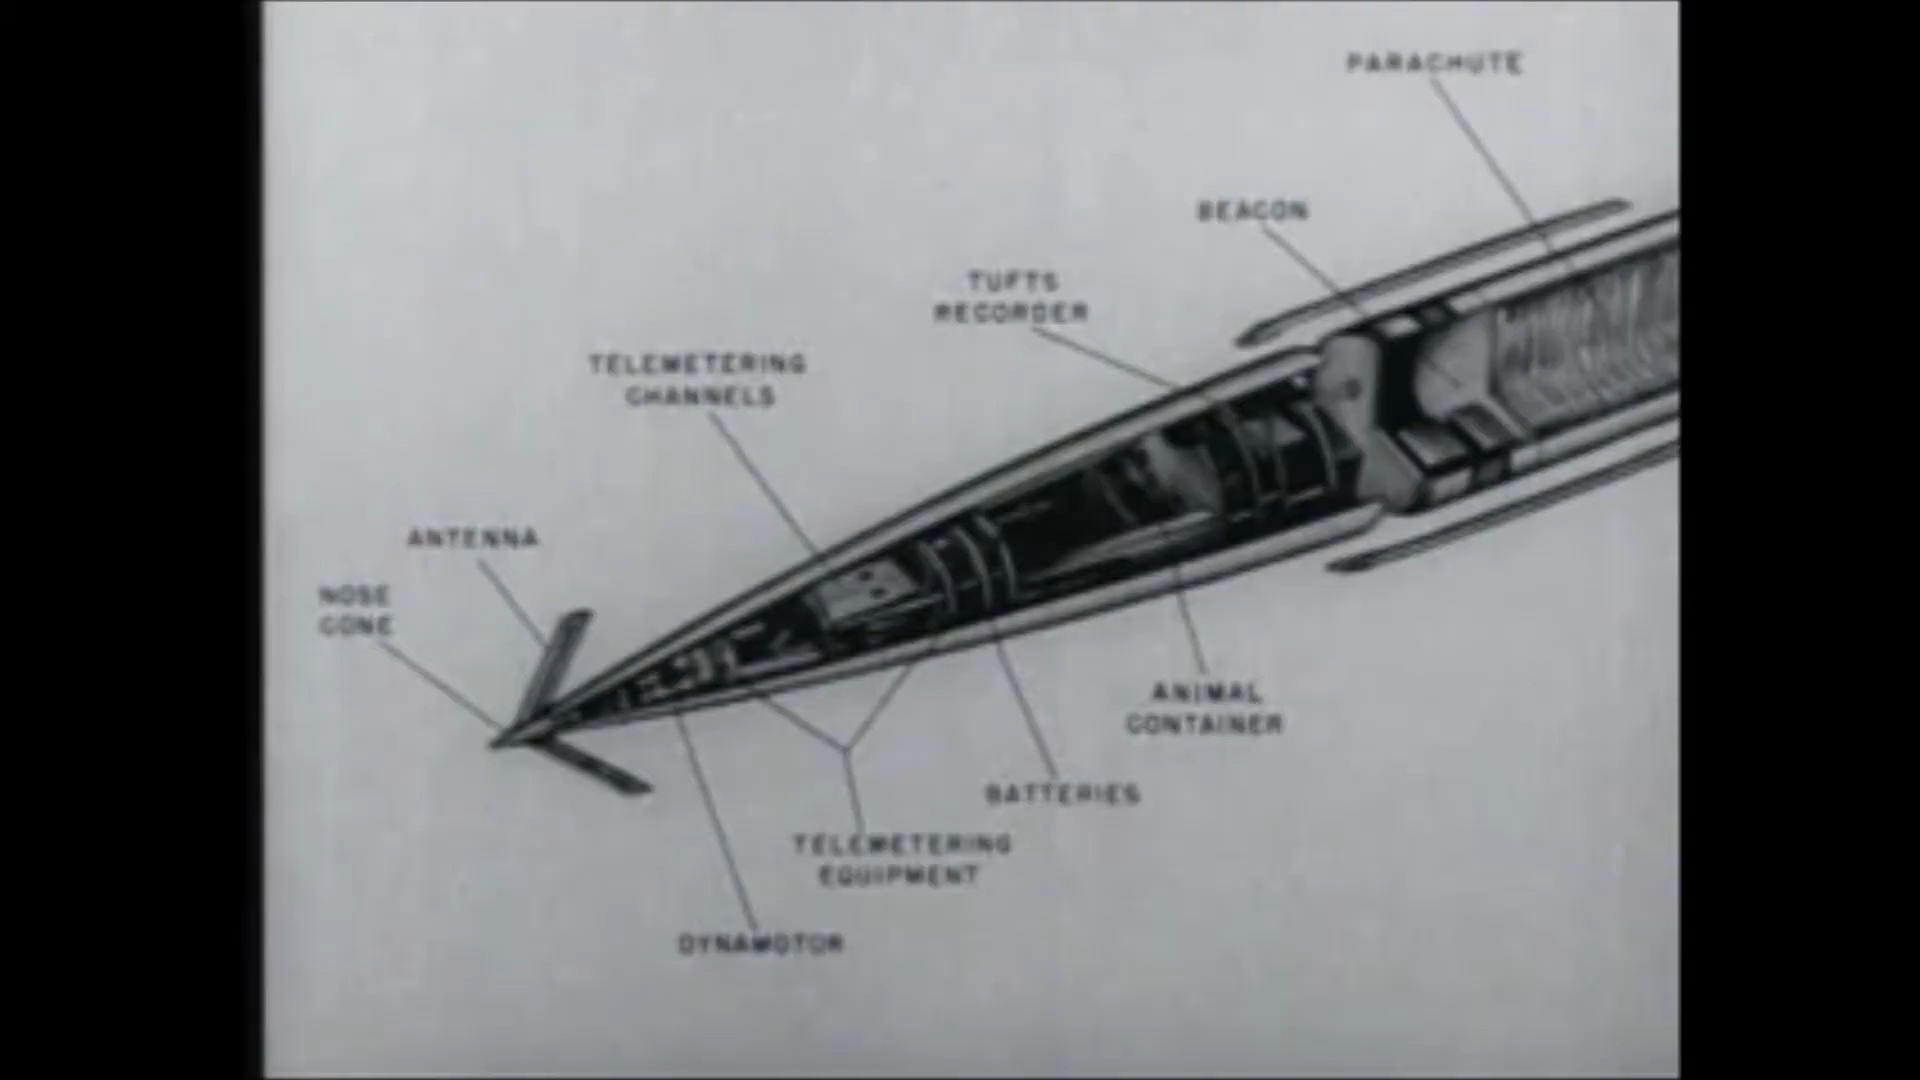 PARACHUTE
BEACON
TUFTS
RECORDER
TELEMETERING
CHANNELS
ANTENNA
NOSE
CONE
ANIMAL
CONTAINER
BATTERIES
TELEMETERING
EQUIPMENT
DYNAMOTOR